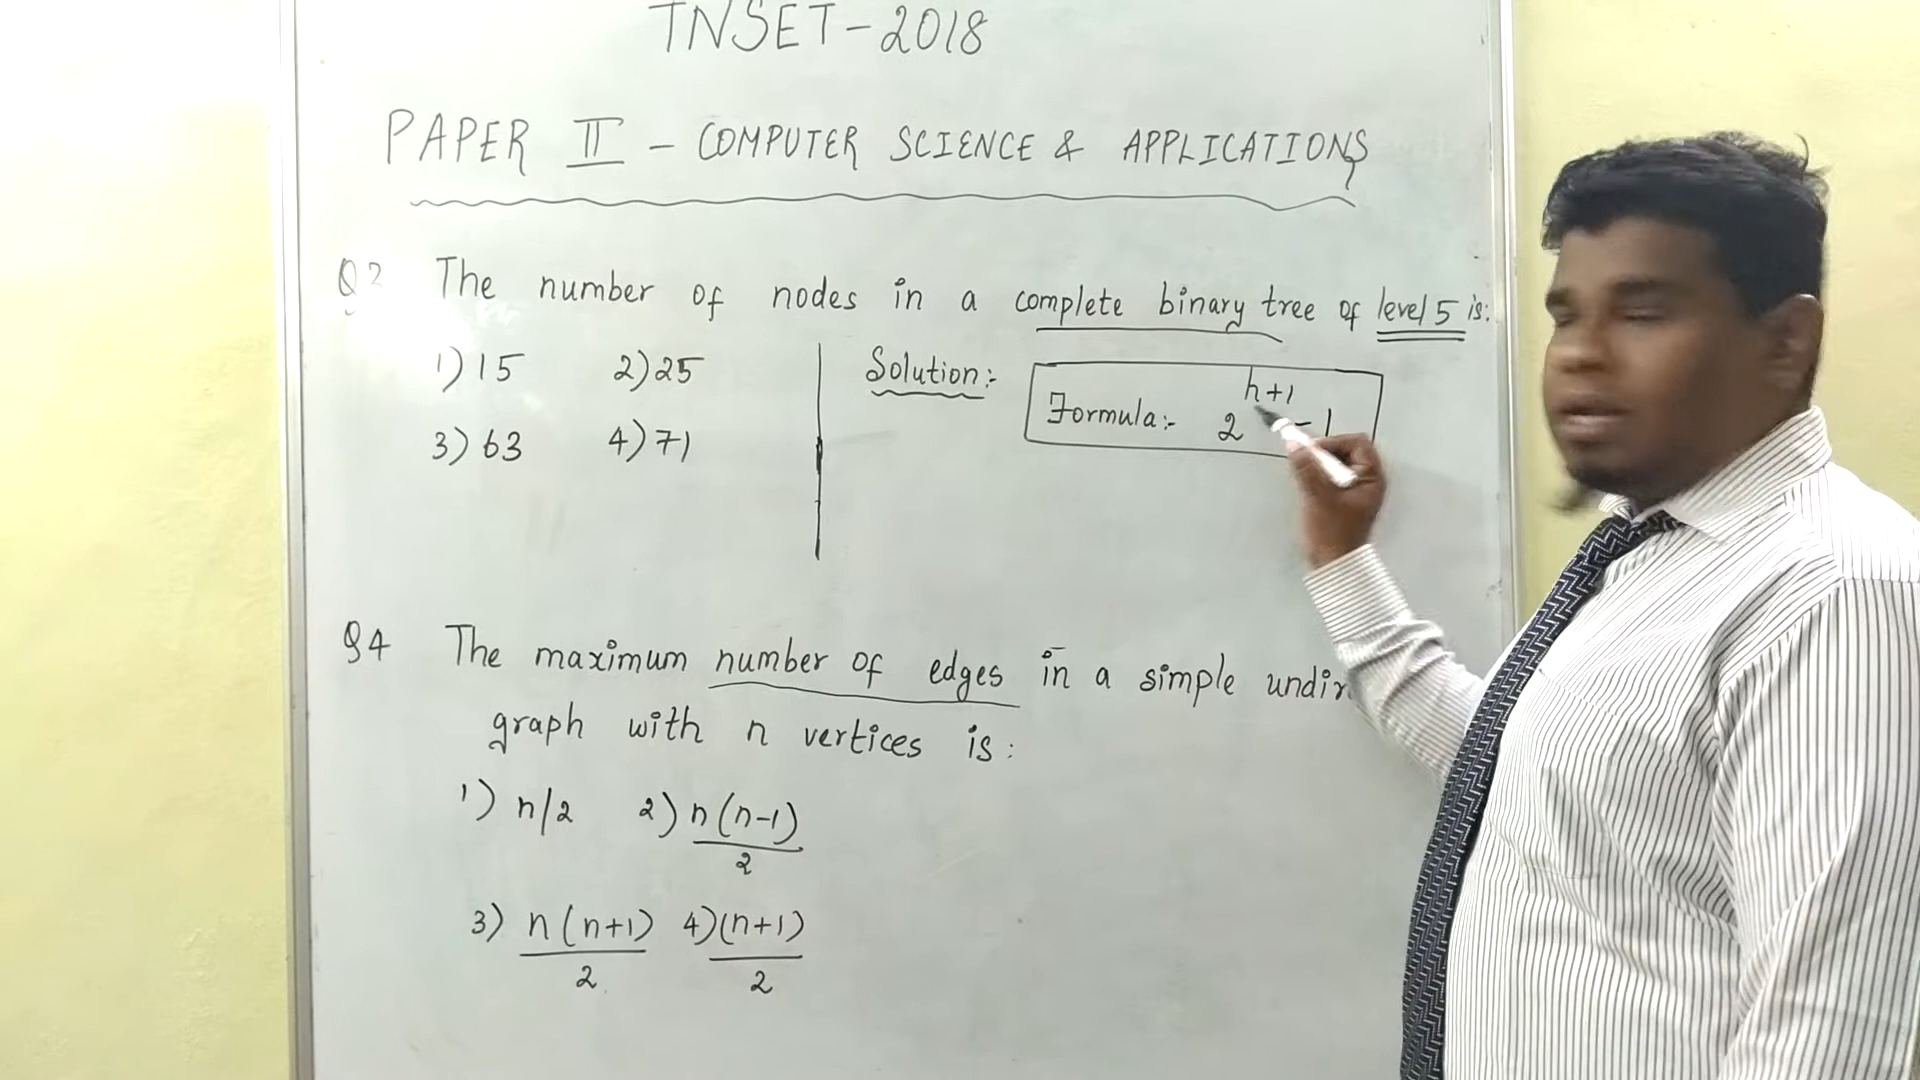 TNSET-2018
PAPER II - COMPUTER SCIENCE & APPLICATIONS
Q? The number of nodes in a complete binary tree of level 5 is:
1) 15 2) 25
3) 63 4) 71
Solution:-
Formula:- 2^h+1 - 1
Q4 The maximum number of edges in a simple
graph with n vertices is:
1) n/2 2) n(n-1)/2
3) n(n+1)/2 4) (n+1)/2